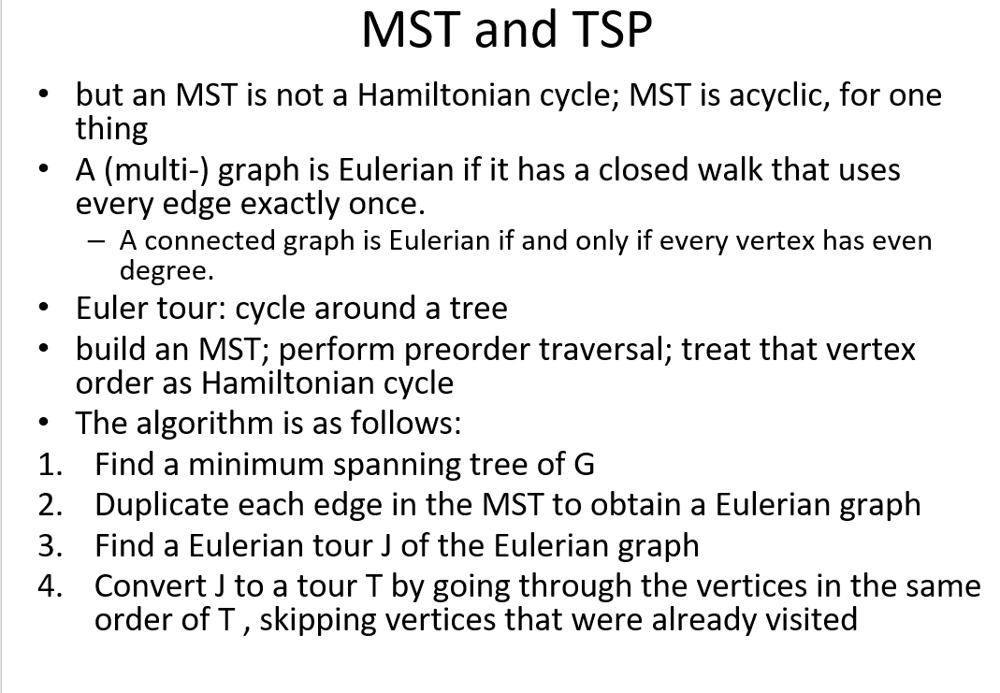 MST and TSP
• but an MST is not a Hamiltonian cycle; MST is acyclic, for one
thing
• A (multi-) graph is Eulerian if it has a closed walk that uses
every edge exactly once.
– A connected graph is Eulerian if and only if every vertex has even
degree.
• Euler tour: cycle around a tree
• build an MST; perform preorder traversal; treat that vertex
order as Hamiltonian cycle
• The algorithm is as follows:
1. Find a minimum spanning tree of G
2. Duplicate each edge in the MST to obtain a Eulerian graph
3. Find a Eulerian tour J of the Eulerian graph
4. Convert J to a tour T by going through the vertices in the same
order of T , skipping vertices that were already visited